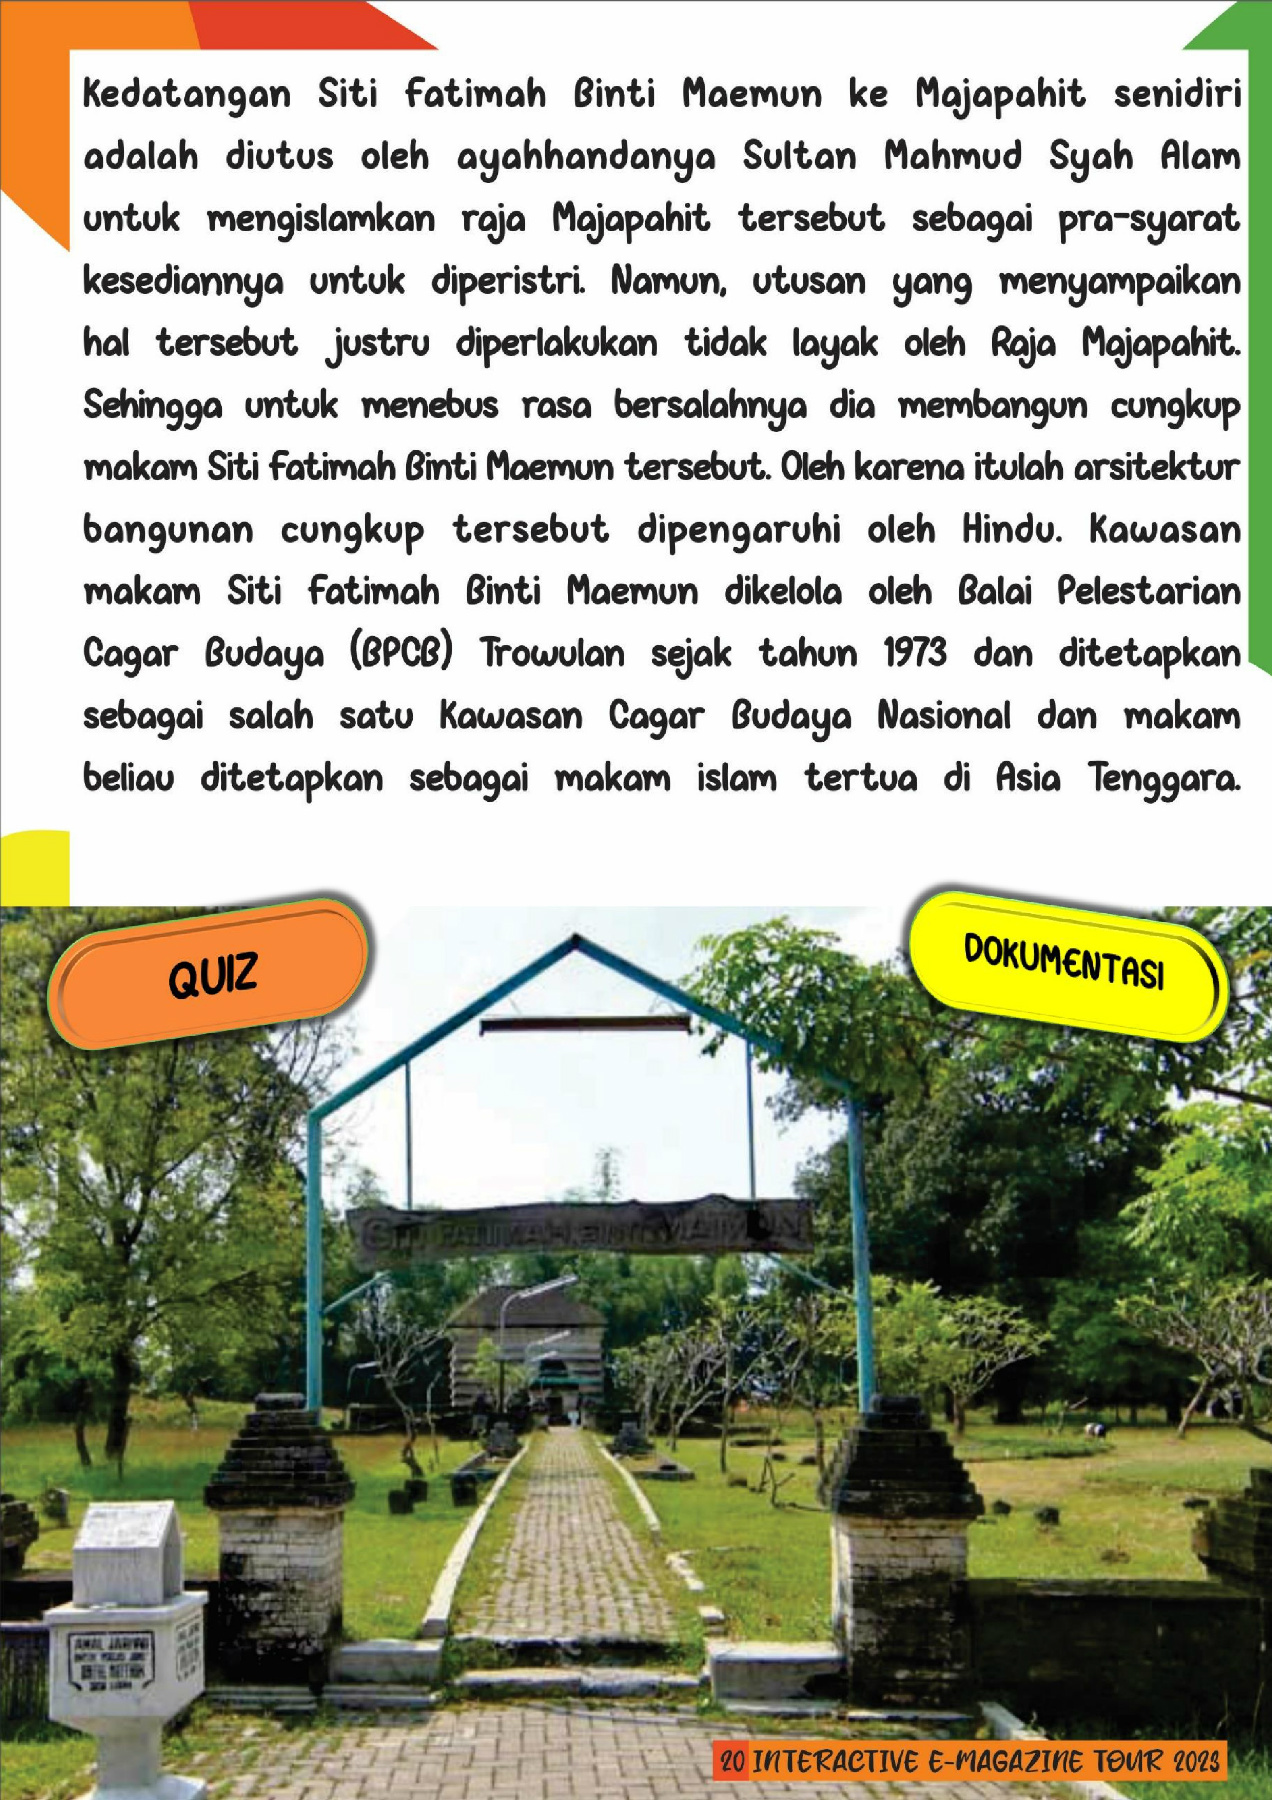 Kedatangan Siti Fatimah Binti Maemun ke Majapahit senidiri
adalah diutus oleh ayahhandanya Sultan Mahmud Syah Alam
untuk mengislamkan raja Majapahit tersebut sebagai pra-syarat
kesediannya untuk diperistri. Namun, utusan yang menyampaikan
hal tersebut justru diperlakukan tidak layak oleh Raja Majapahit.
Sehingga untuk menebus rasa bersalahnya dia membangun cungkup
makam Siti Fatimah Binti Maemun tersebut. Oleh karena itulah arsitektur
bangunan cungkup tersebut dipengaruhi oleh Hindu. Kawasan
makam Siti Fatimah Binti Maemun dikelola oleh Balai Pelestarian
Cagar Budaya (BPCB) Trowulan sejak tahun 1973 dan ditetapkan
sebagai salah satu Kawasan Cagar Budaya Nasional dan makam
beliau ditetapkan sebagai makam islam tertua di Asia Tenggara.
QUIZ
DOKUMENTASI
SITI FATIMAH BINTI MAIMUN
AMAL JARIAH
20 INTERACTIVE E-MAGAZINE TOUR 2023